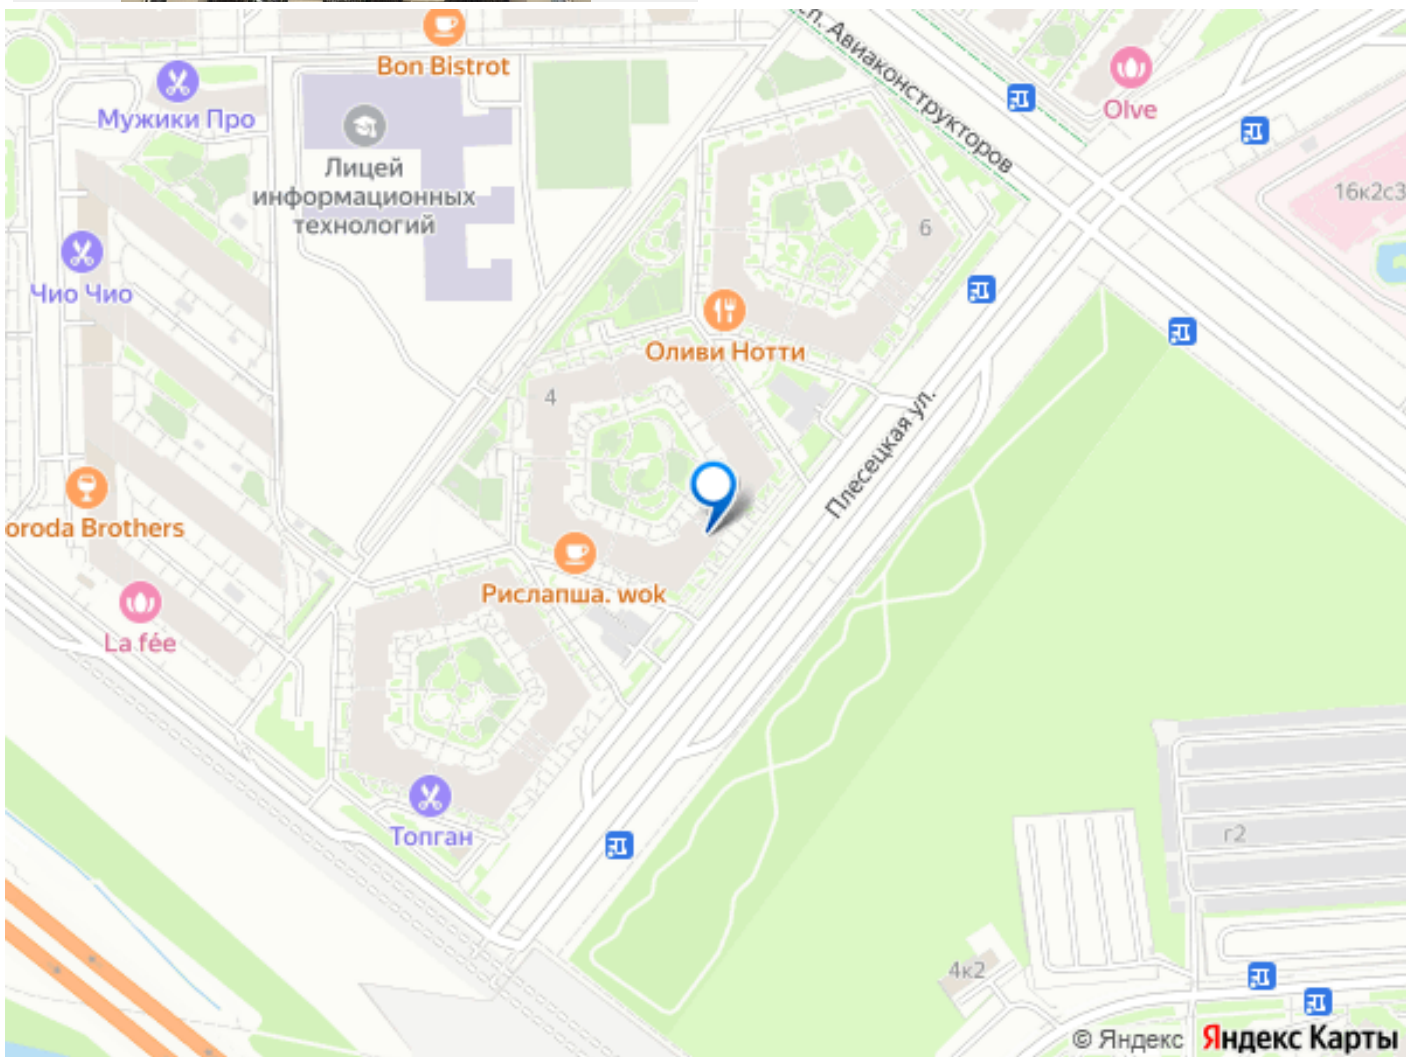 Bon Bistrot
сп. Авиаконструкторов
Olve
Мужики Про
Лицей
информационных
технологий
16к2с3
6
Чио Чио
Оливи Нотти
4
Плесецкая ул.
oroda Brothers
Рислапша. wok
La fée
Топган
г2
4к2
© Яндекс Яндекс Карты